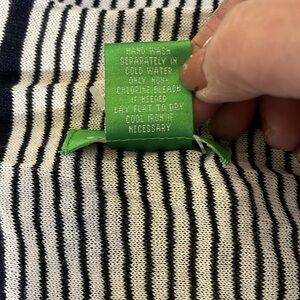 HAND WASH
SEPARATELY IN
COLD WATER
ONLY NON-
CHLORINE BLEACH
IF NEEDED
LAY FLAT TO DRY
COOL IRON IF
NECESSARY